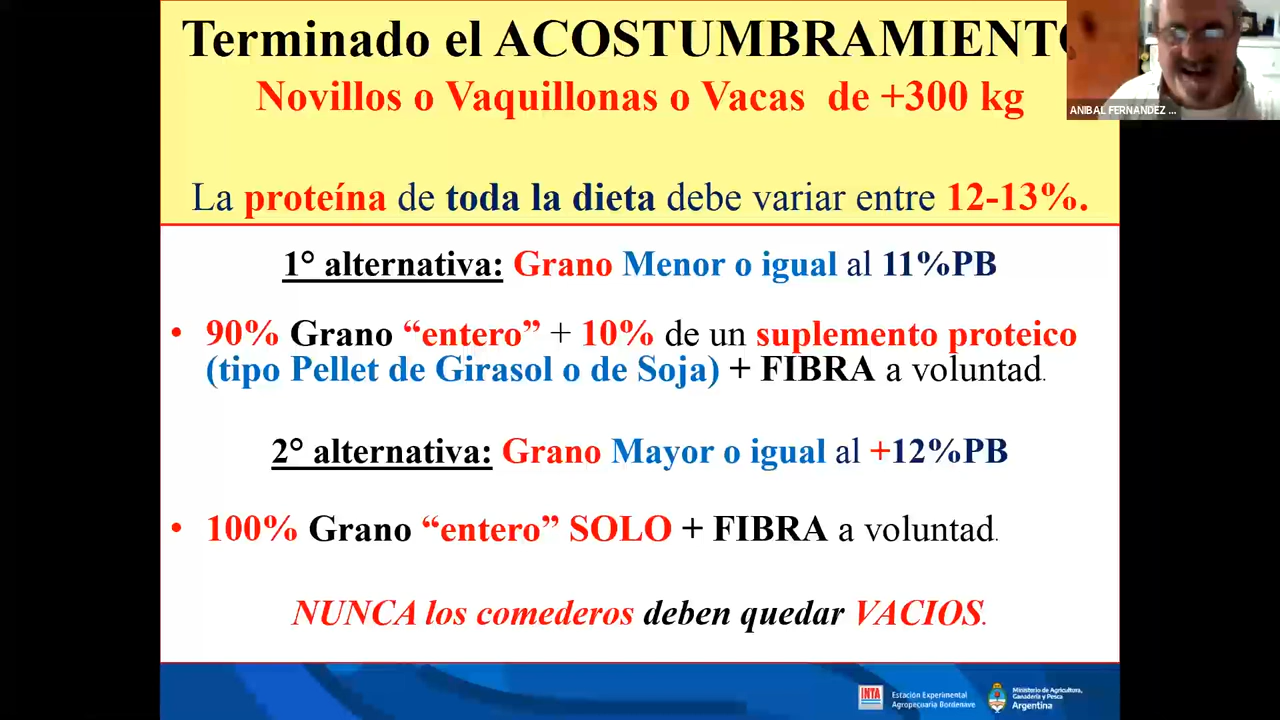 Terminado el ACOSTUMBRAMIENTO
Novillos o Vaquillonas o Vacas de +300 kg
ANIBAL FERNANDEZ ...
La proteína de toda la dieta debe variar entre 12-13%.
1° alternativa: Grano Menor o igual al 11%PB
• 90% Grano “entero” + 10% de un suplemento proteico
(tipo Pellet de Girasol o de Soja) + FIBRA a voluntad.
2° alternativa: Grano Mayor o igual al +12%PB
• 100% Grano “entero” SOLO + FIBRA a voluntad.
NUNCA los comederos deben quedar VACIOS.
INTA
Estación Experimental
Agropecuaria Bordenave
Ministerio de Agricultura,
Ganadería y Pesca
Argentina